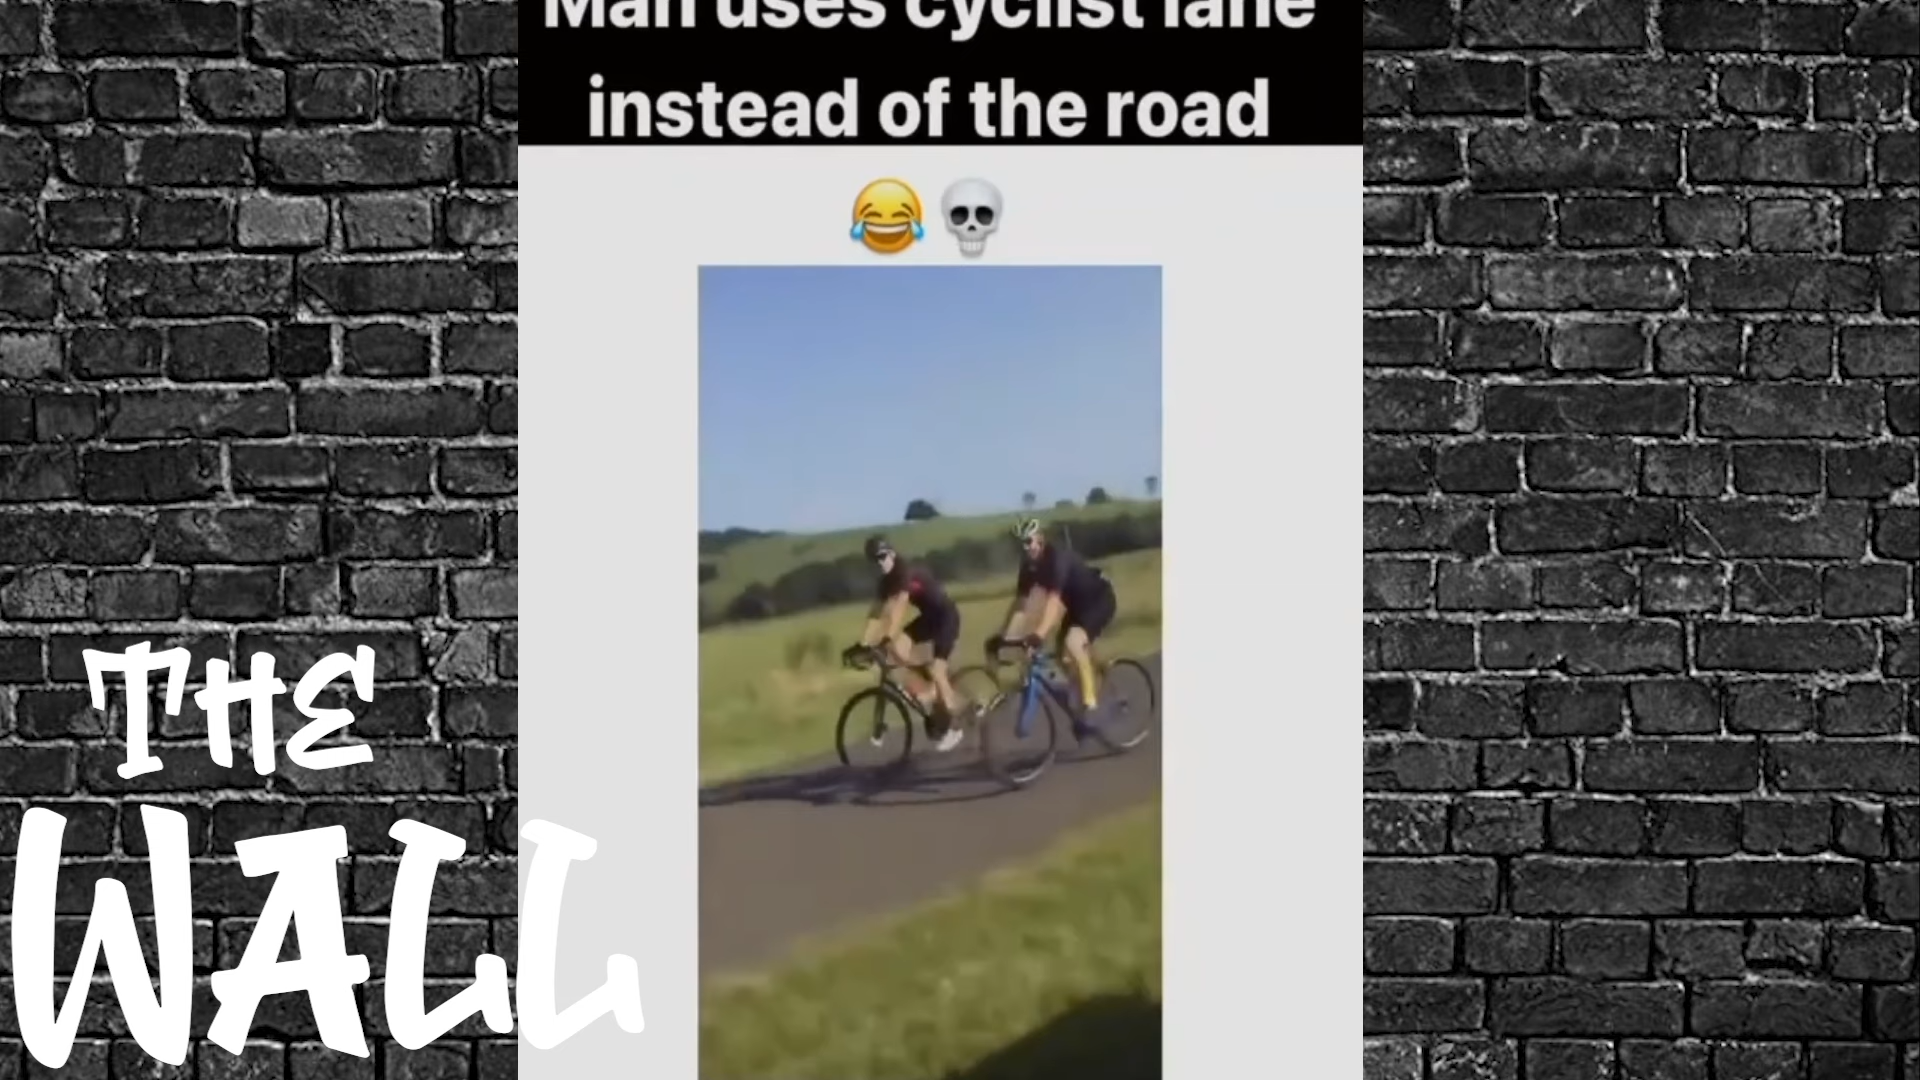 Man uses cyclist lane
instead of the road
😂💀
THE
WALL